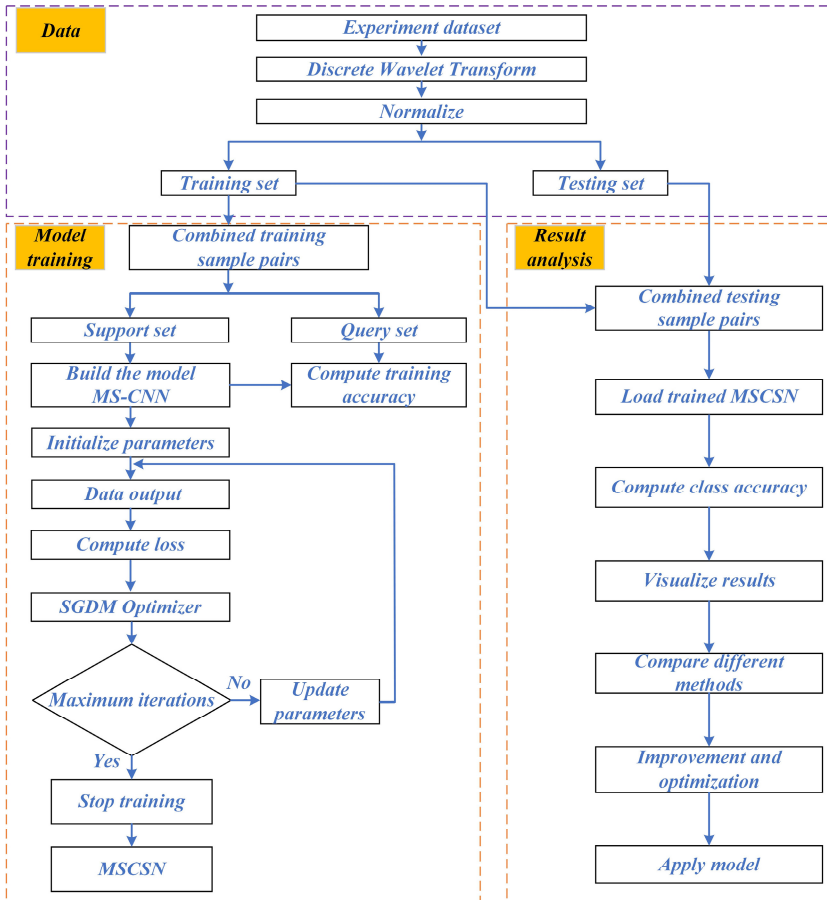 Data
Experiment dataset
Discrete Wavelet Transform
Normalize
Training set
Testing set
Model
training
Combined training
sample pairs
Support set
Query set
Build the model
MS-CNN
Compute training
accuracy
Initialize parameters
Data output
Compute loss
SGDM Optimizer
Maximum iterations
No
Update
parameters
Yes
Stop training
MSCSN
Result
analysis
Combined testing
sample pairs
Load trained MSCSN
Compute class accuracy
Visualize results
Compare different
methods
Improvement and
optimization
Apply model